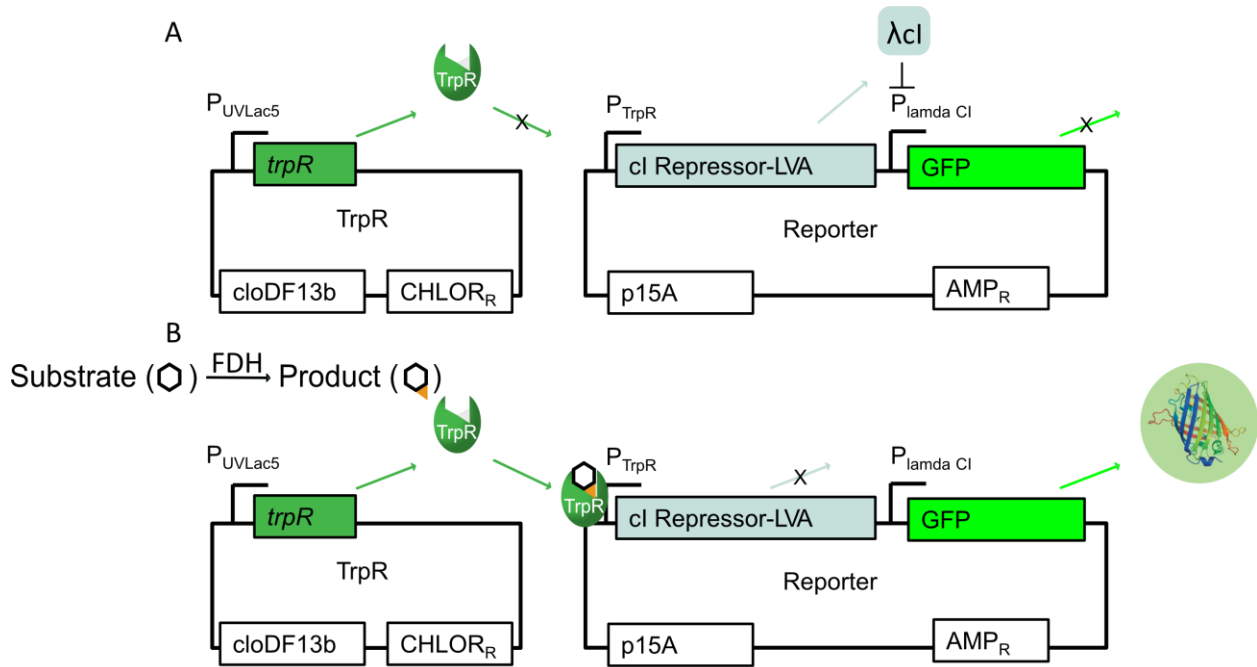 A
λcI
TrpR
P_UVLac5
P_TrpR
P_lamda CI
X
X
trpR
cI Repressor-LVA
GFP
TrpR
Reporter
cloDF13b
CHLOR_R
p15A
AMP_R
B
Substrate ( ) FDH Product ( )
TrpR
P_UVLac5
P_TrpR
P_lamda CI
X
TrpR
trpR
cI Repressor-LVA
GFP
TrpR
Reporter
cloDF13b
CHLOR_R
p15A
AMP_R